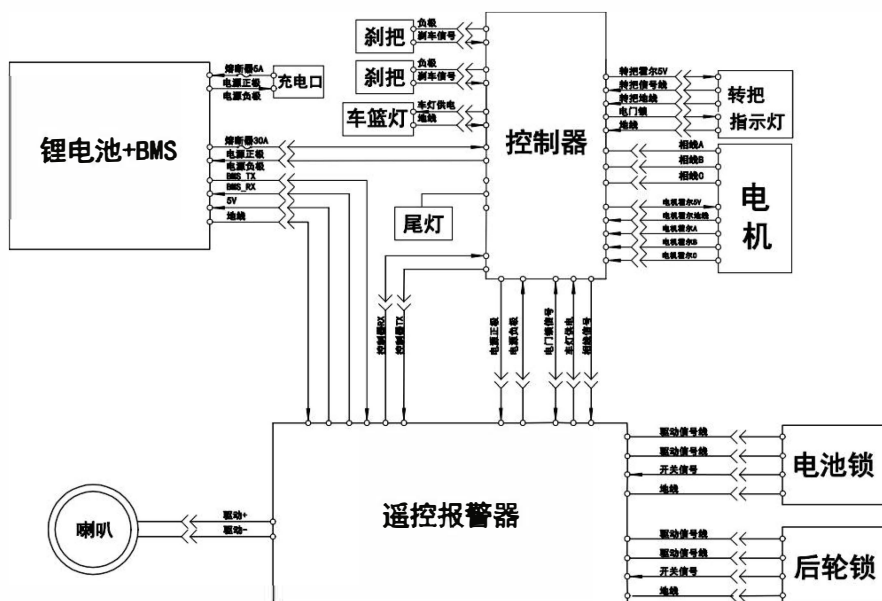 刹把
负极
刹车信号
刹把
负极
刹车信号
车篮灯
车灯供电
地线
控制器
转把霍尔5V
转把信号线
转把地线
电门锁
地线
转把
指示灯
锂电池+BMS
熔断器5A
电源正极
电源负极
充电口
熔断器30A
电源正极
电源负极
BMS_TX
BMS_RX
5V
地线
尾灯
相线A
相线B
相线C
电机霍尔5V
电机霍尔地线
电机霍尔A
电机霍尔B
电机霍尔C
电机
控制器RX
控制器TX
电源正极
电源负极
电门锁信号
车灯供电
相线信号
遥控报警器
喇叭
驱动+
驱动-
驱动信号线
驱动信号线
开关信号
地线
电池锁
驱动信号线
驱动信号线
开关信号
地线
后轮锁